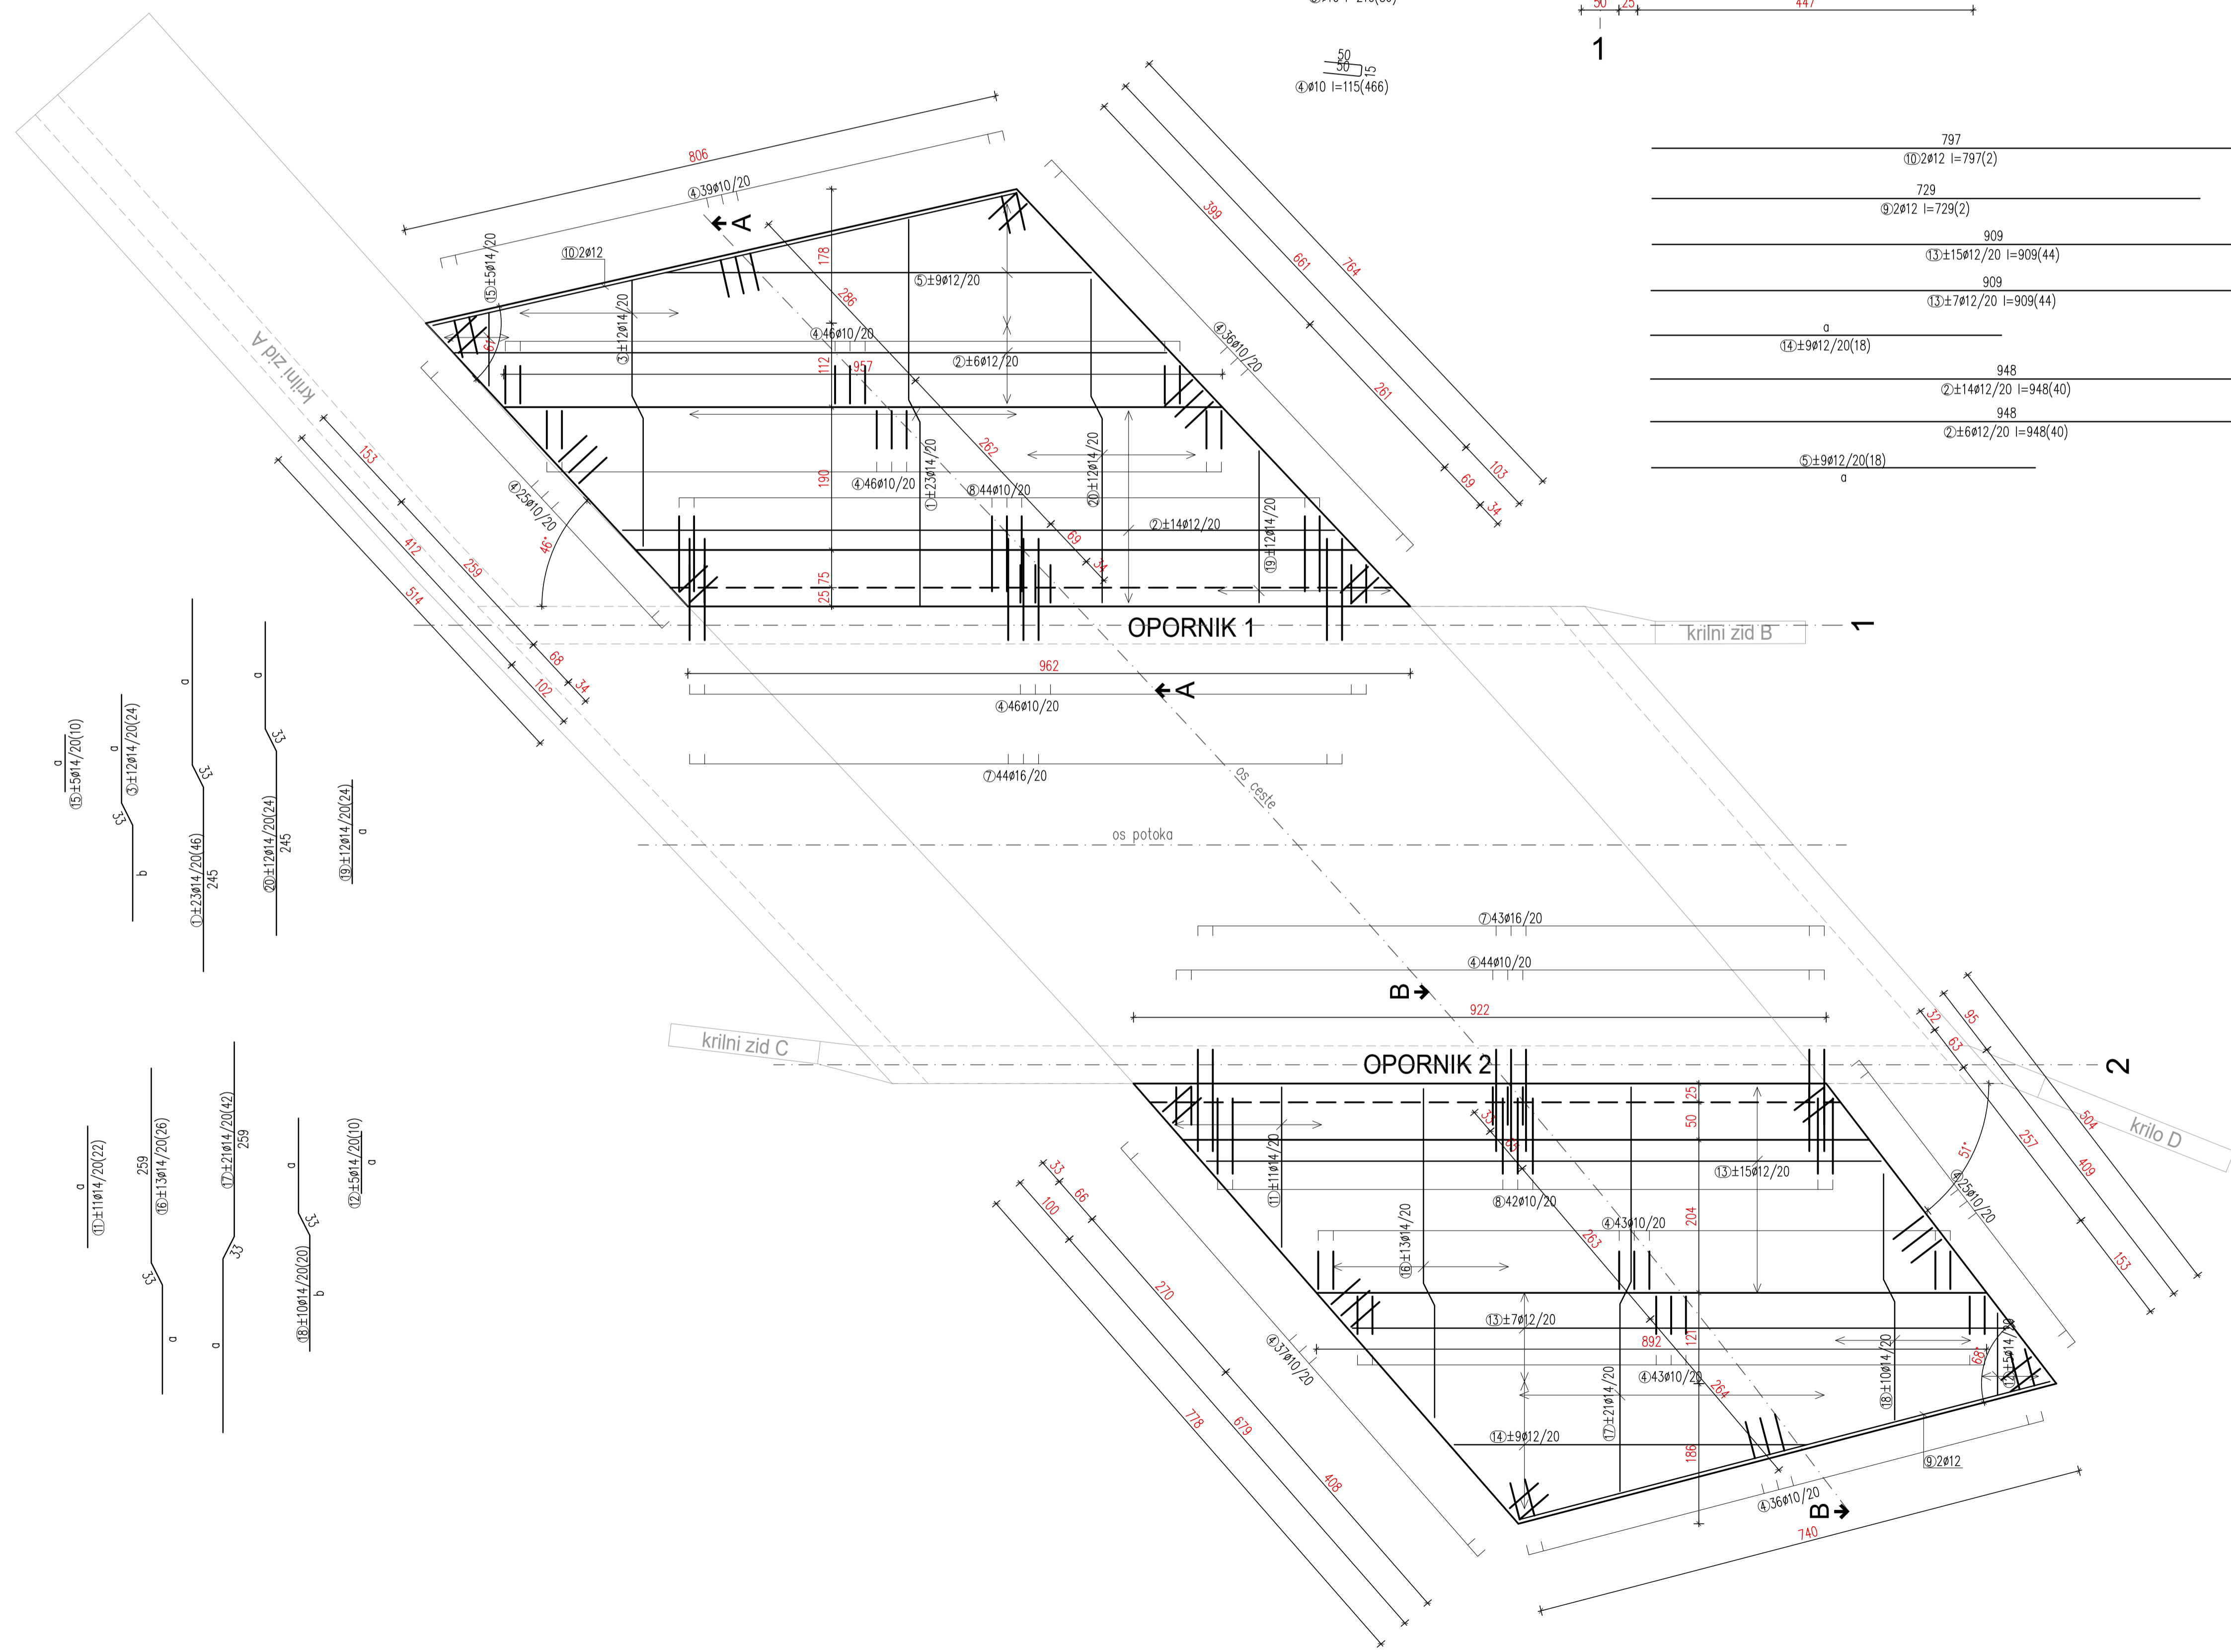 50 25 447
1
50
50
15
④ø10 l=115(466)
797
⑩2ø12 l=797(2)
729
⑨2ø12 l=729(2)
909
⑬±15ø12/20 l=909(44)
909
⑬±7ø12/20 l=909(44)
a
⑭±9ø12/20(18)
948
②±14ø12/20 l=948(40)
948
②±6ø12/20 l=948(40)
⑤±9ø12/20(18)
a
806
④39ø10/20
A
⑩2ø12
⑮±5ø14/20
③±12ø14/20
178
286
⑤±9ø12/20
④46ø10/20
②±6ø12/20
112
957
399
661
764
④36ø10/20
261
103
69
34
krilni zid A
153
④25ø10/20
46°
412
259
514
④46ø10/20
190
①±23ø14/20
262
⑧44ø10/20
⑳±12ø14/20
②±14ø12/20
⑲±12ø14/20
69
34
75
25
OPORNIK 1
krilni zid B
1
68
34
102
962
A
④46ø10/20
⑦44ø16/20
os ceste
os potoka
a
⑮±5ø14/20(10)
a
③±12ø14/20(24)
33
b
a
33
①±23ø14/20(46)
245
a
33
⑳±12ø14/20(24)
245
⑲±12ø14/20(24)
a
⑦43ø16/20
④44ø10/20
B
922
krilni zid C
OPORNIK 2
2
krilo D
32
95
63
504
257
409
153
51°
④25ø10/20
25
50
33
⑬±15ø12/20
⑪±11ø14/20
⑧42ø10/20
204
④43ø10/20
263
⑯±13ø14/20
33
66
100
270
④37ø10/20
⑬±7ø12/20
892
121
④43ø10/20
264
68°
⑫±5ø14/20
⑱±10ø14/20
⑰±21ø14/20
⑭±9ø12/20
186
⑨2ø12
④36ø10/20
B
740
778
679
408
a
⑪±11ø14/20(22)
259
⑯±13ø14/20(26)
33
a
⑰±21ø14/20(42)
259
33
a
a
33
⑱±10ø14/20(20)
b
⑫±5ø14/20(10)
a